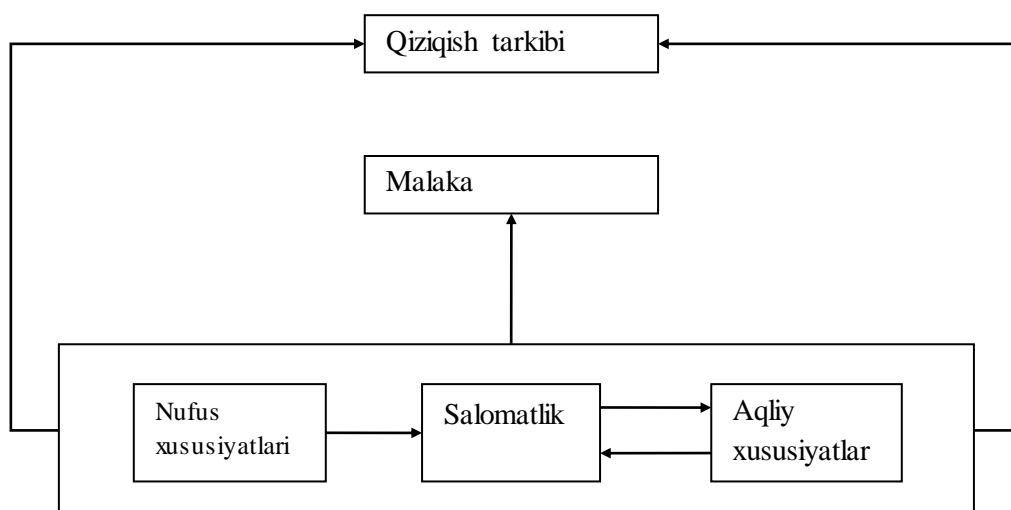 Qiziqish tarkibi
Malaka
Nufus
xususiyatlari
Salomatlik
Aqliy
xususiyatlar